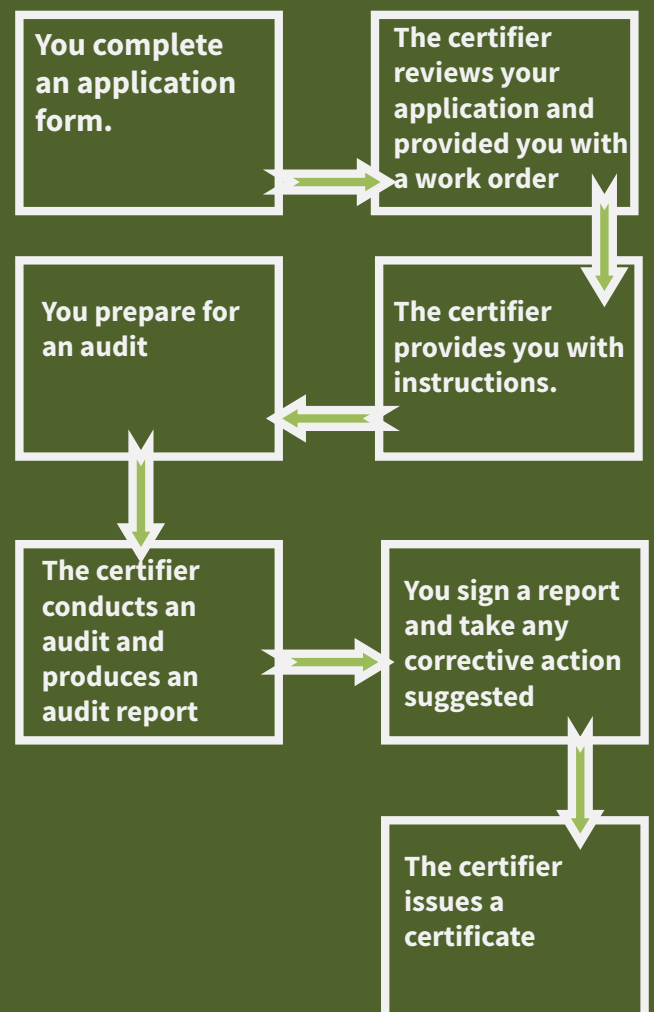 You complete
an application
form.
The certifier
reviews your
application and
provided you with
a work order
The certifier
provides you with
instructions.
You prepare for
an audit
The certifier
conducts an
audit and
produces an
audit report
You sign a report
and take any
corrective action
suggested
The certifier
issues a
certificate